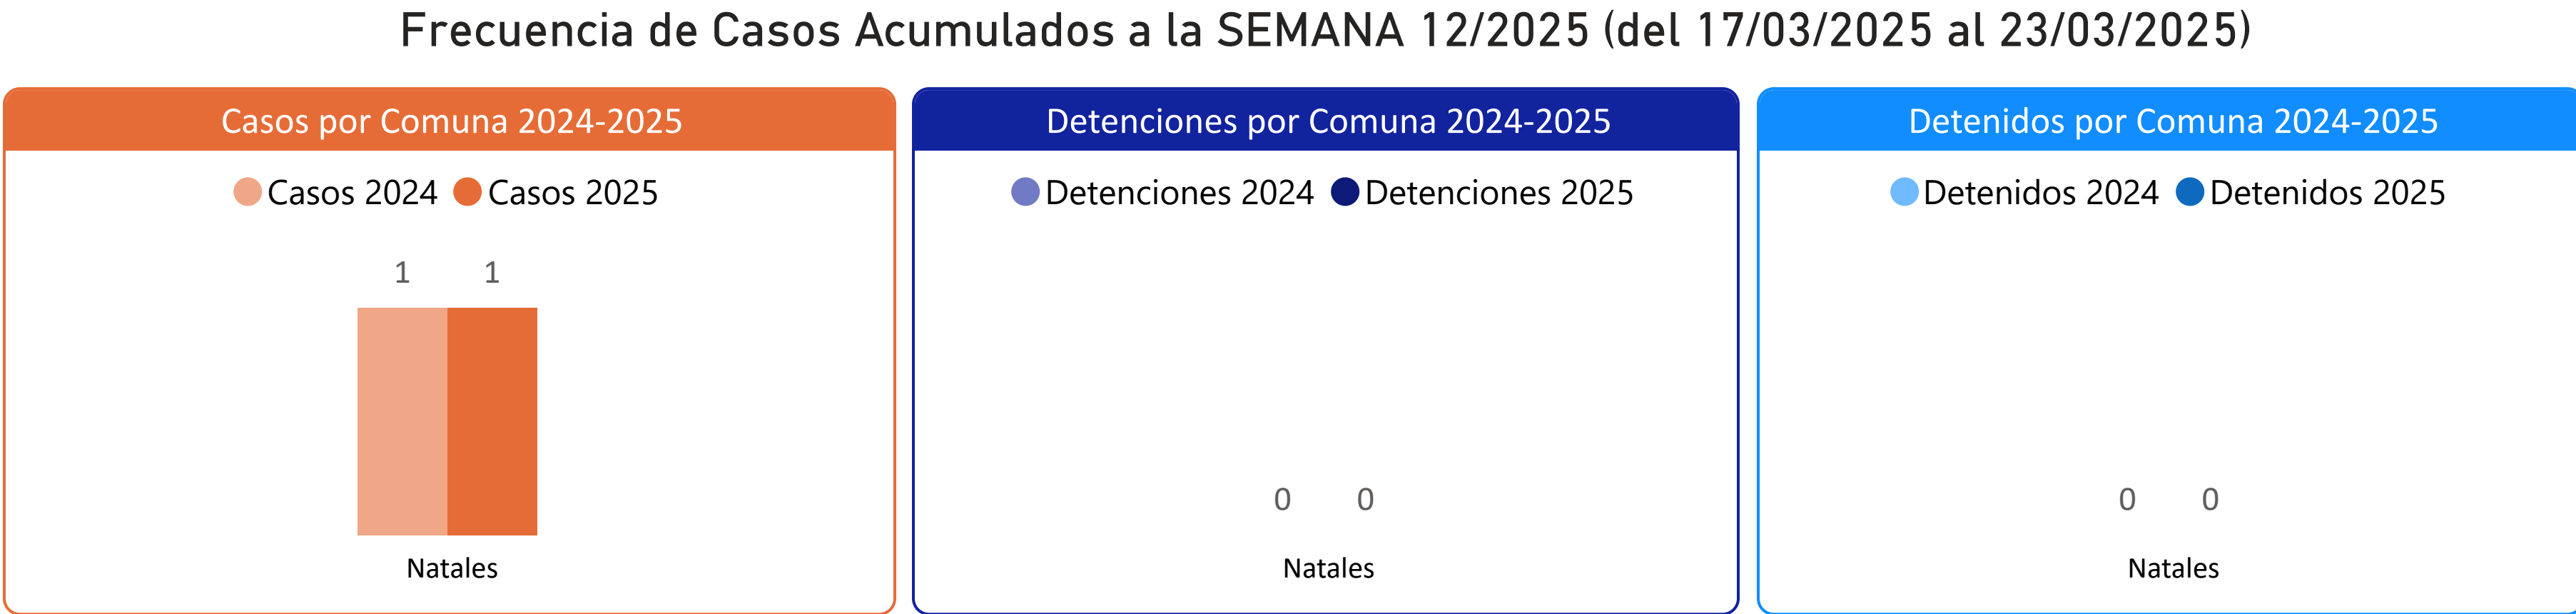 Frecuencia de Casos Acumulados a la SEMANA 12/2025 (del 17/03/2025 al 23/03/2025)
Casos por Comuna 2024-2025
Casos 2024 Casos 2025
1 1
Natales
Detenciones por Comuna 2024-2025
Detenciones 2024 Detenciones 2025
0 0
Natales
Detenidos por Comuna 2024-2025
Detenidos 2024 Detenidos 2025
0 0
Natales